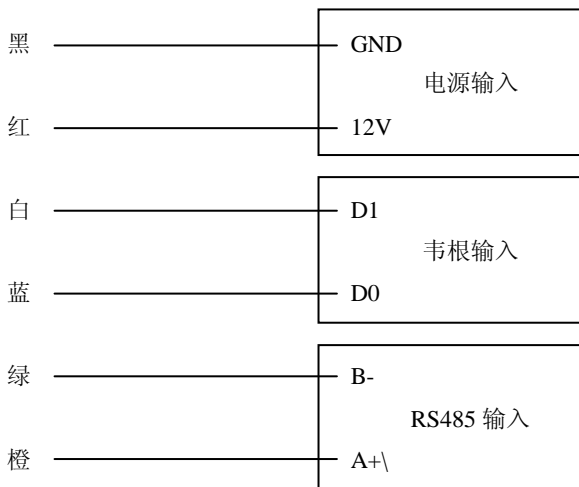 黑
GND
电源输入
红
12V
白
D1
韦根输入
蓝
D0
绿
B-
RS485 输入
橙
A+\